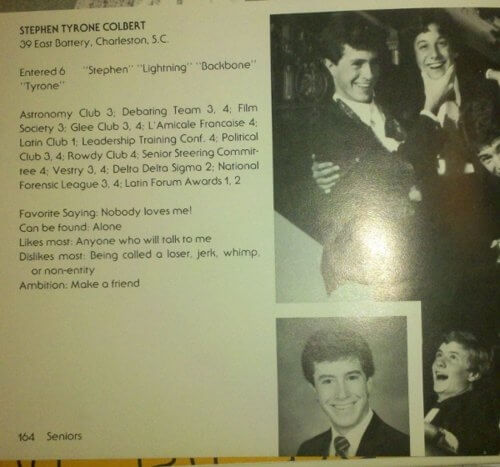 STEPHEN TYRONE COLBERT
39 East Battery, Charleston, S.C.
Entered 6 "Stephen" "Lightning" "Backbone"
"Tyrone"
Astronomy Club 3; Debating Team 3, 4; Film
Society 3; Glee Club 3, 4; L'Amicale Francaise 4;
Latin Club 1; Leadership Training Conf. 4; Political
Club 3, 4; Rowdy Club 4; Senior Steering Commit-
tee 4; Vestry 3, 4; Delta Delta Sigma 2; National
Forensic League 3, 4; Latin Forum Awards 1, 2
Favorite Saying: Nobody loves me!
Can be found: Alone
Likes most: Anyone who will talk to me
Dislikes most: Being called a loser, jerk, whimp,
or non-entity
Ambition: Make a friend
164 Seniors